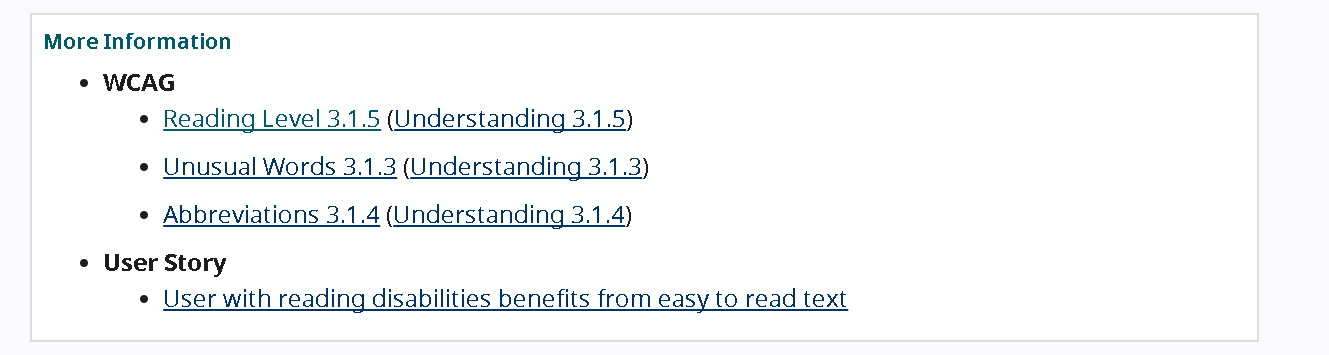 More Information
WCAG
Reading Level 3.1.5 (Understanding 3.1.5)
Unusual Words 3.1.3 (Understanding 3.1.3)
Abbreviations 3.1.4 (Understanding 3.1.4)
User Story
User with reading disabilities benefits from easy to read text